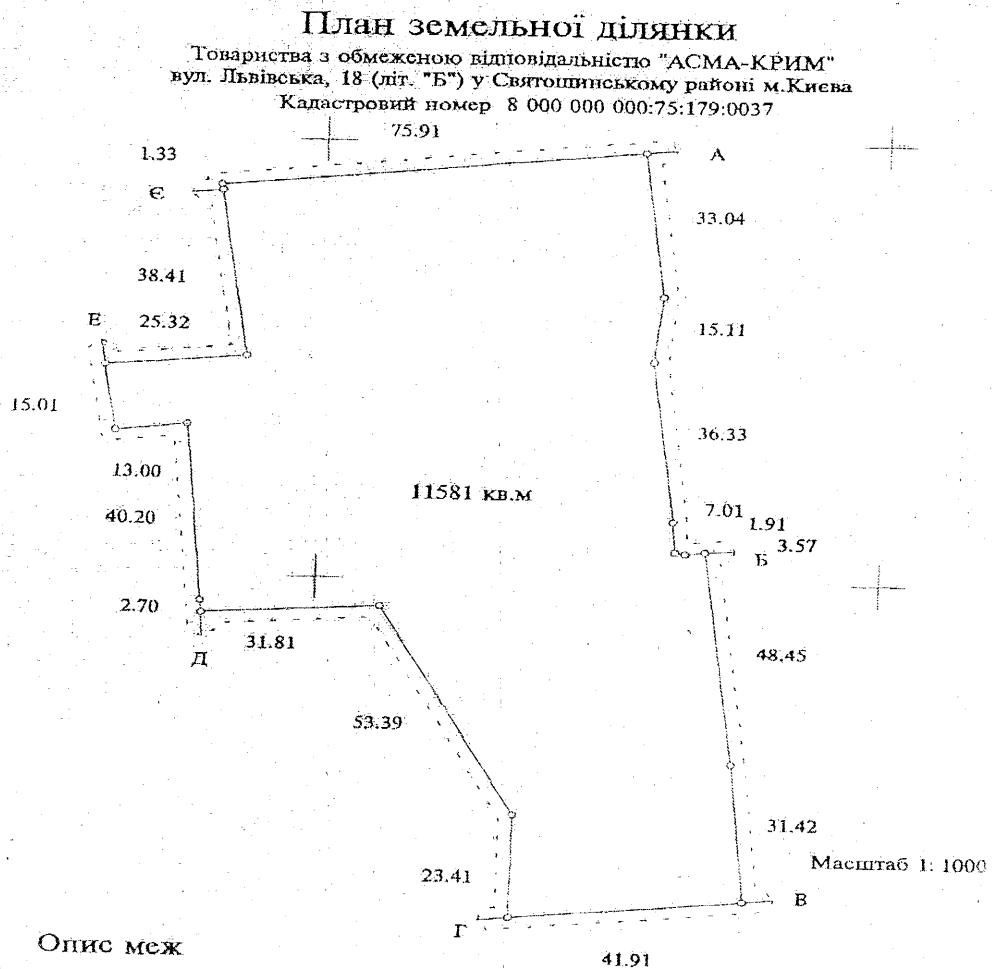 План земельної ділянки
Товариства з обмеженою відповідальністю "АСМА-КРИМ"
вул. Львівська, 18 (літ. "Б") у Святошинському районі м.Києва
Кадастровий номер 8 000 000 000:75:179:0037
75.91
1.33
А
Є
33.04
38.41
Е
25.32
15.11
15.01
36.33
13.00
11581 кв.м
40.20
7.01
1.91
3.57
Б
2.70
31.81
Д
48.45
53.39
31.42
Масштаб 1: 1000
23.41
В
Г
Опис меж
41.91